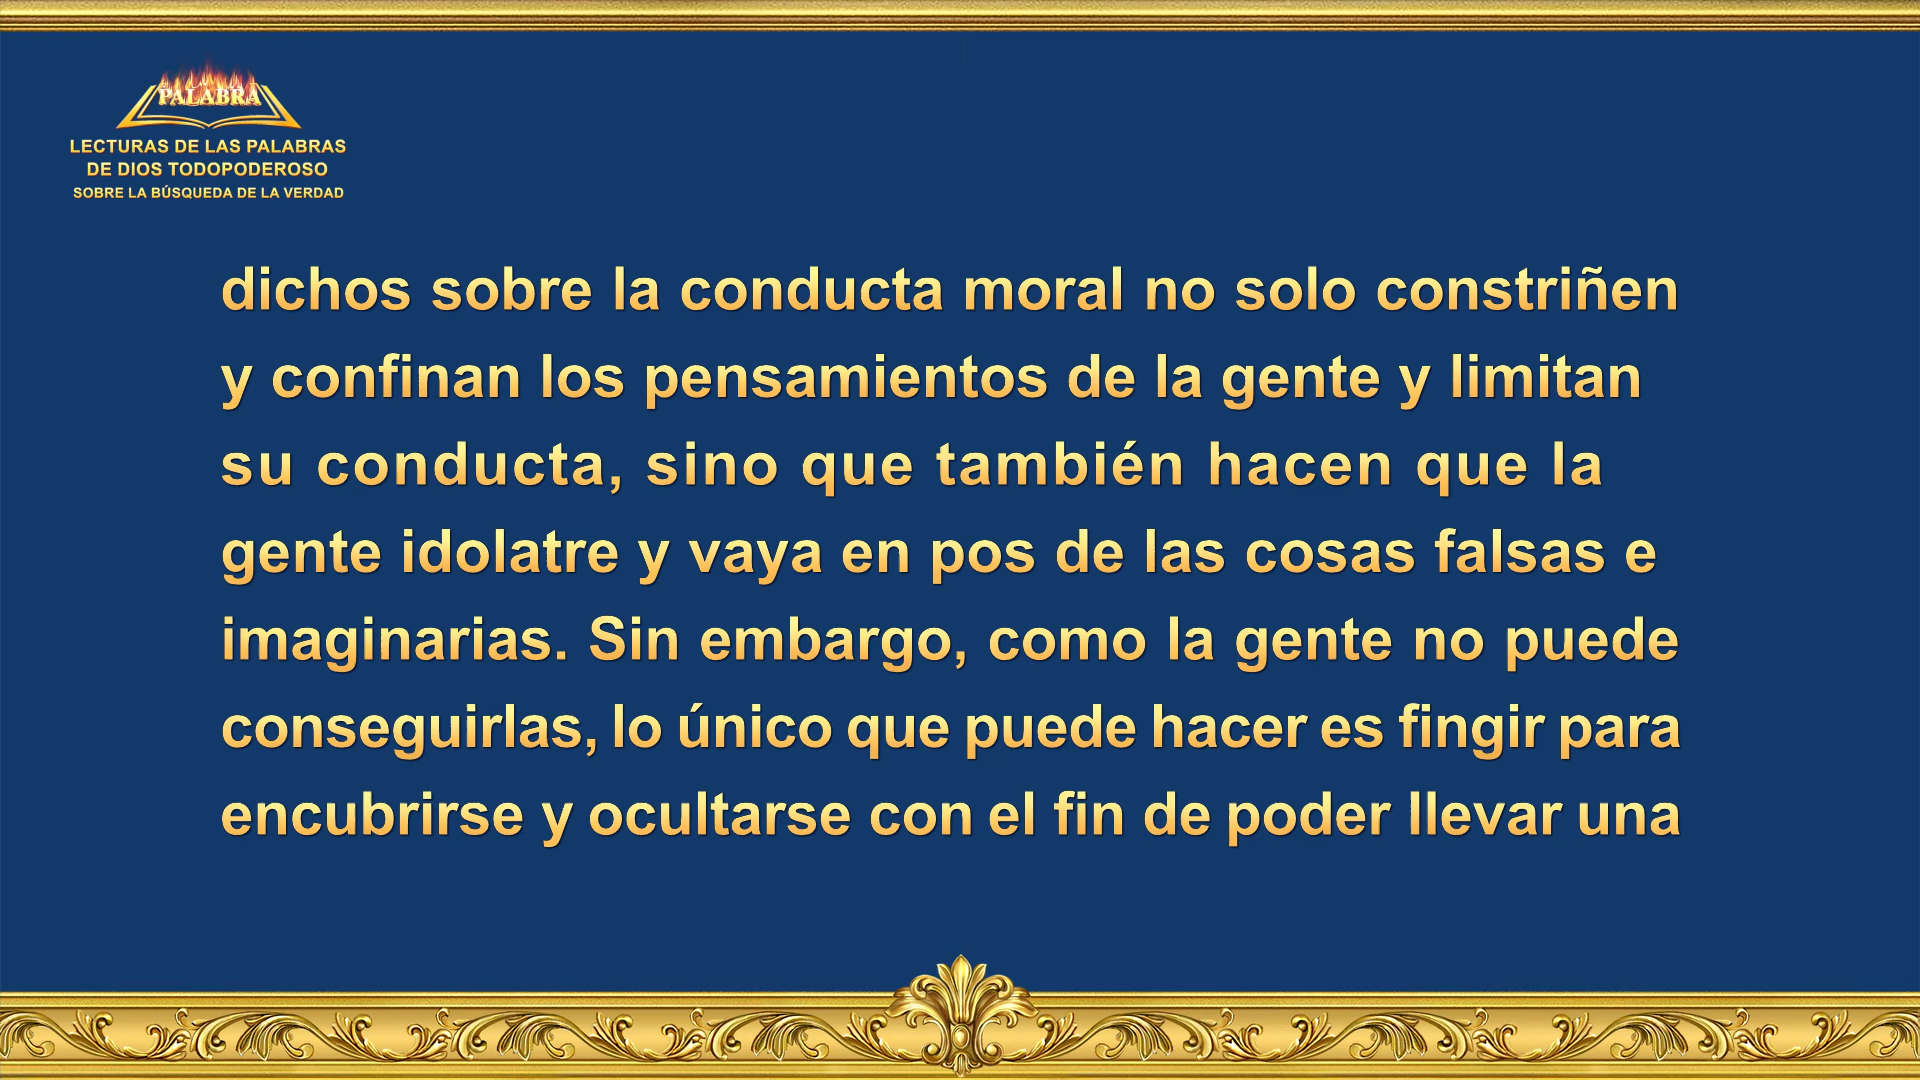 PALABRA
LECTURAS DE LAS PALABRAS
DE DIOS TODOPODEROSO
SOBRE LA BÚSQUEDA DE LA VERDAD
dichos sobre la conducta moral no solo constriñen
y confinan los pensamientos de la gente y limitan
su conducta, sino que también hacen que la
gente idolatre y vaya en pos de las cosas falsas e
imaginarias. Sin embargo, como la gente no puede
conseguirlas, lo único que puede hacer es fingir para
encubrirse y ocultarse con el fin de poder llevar una